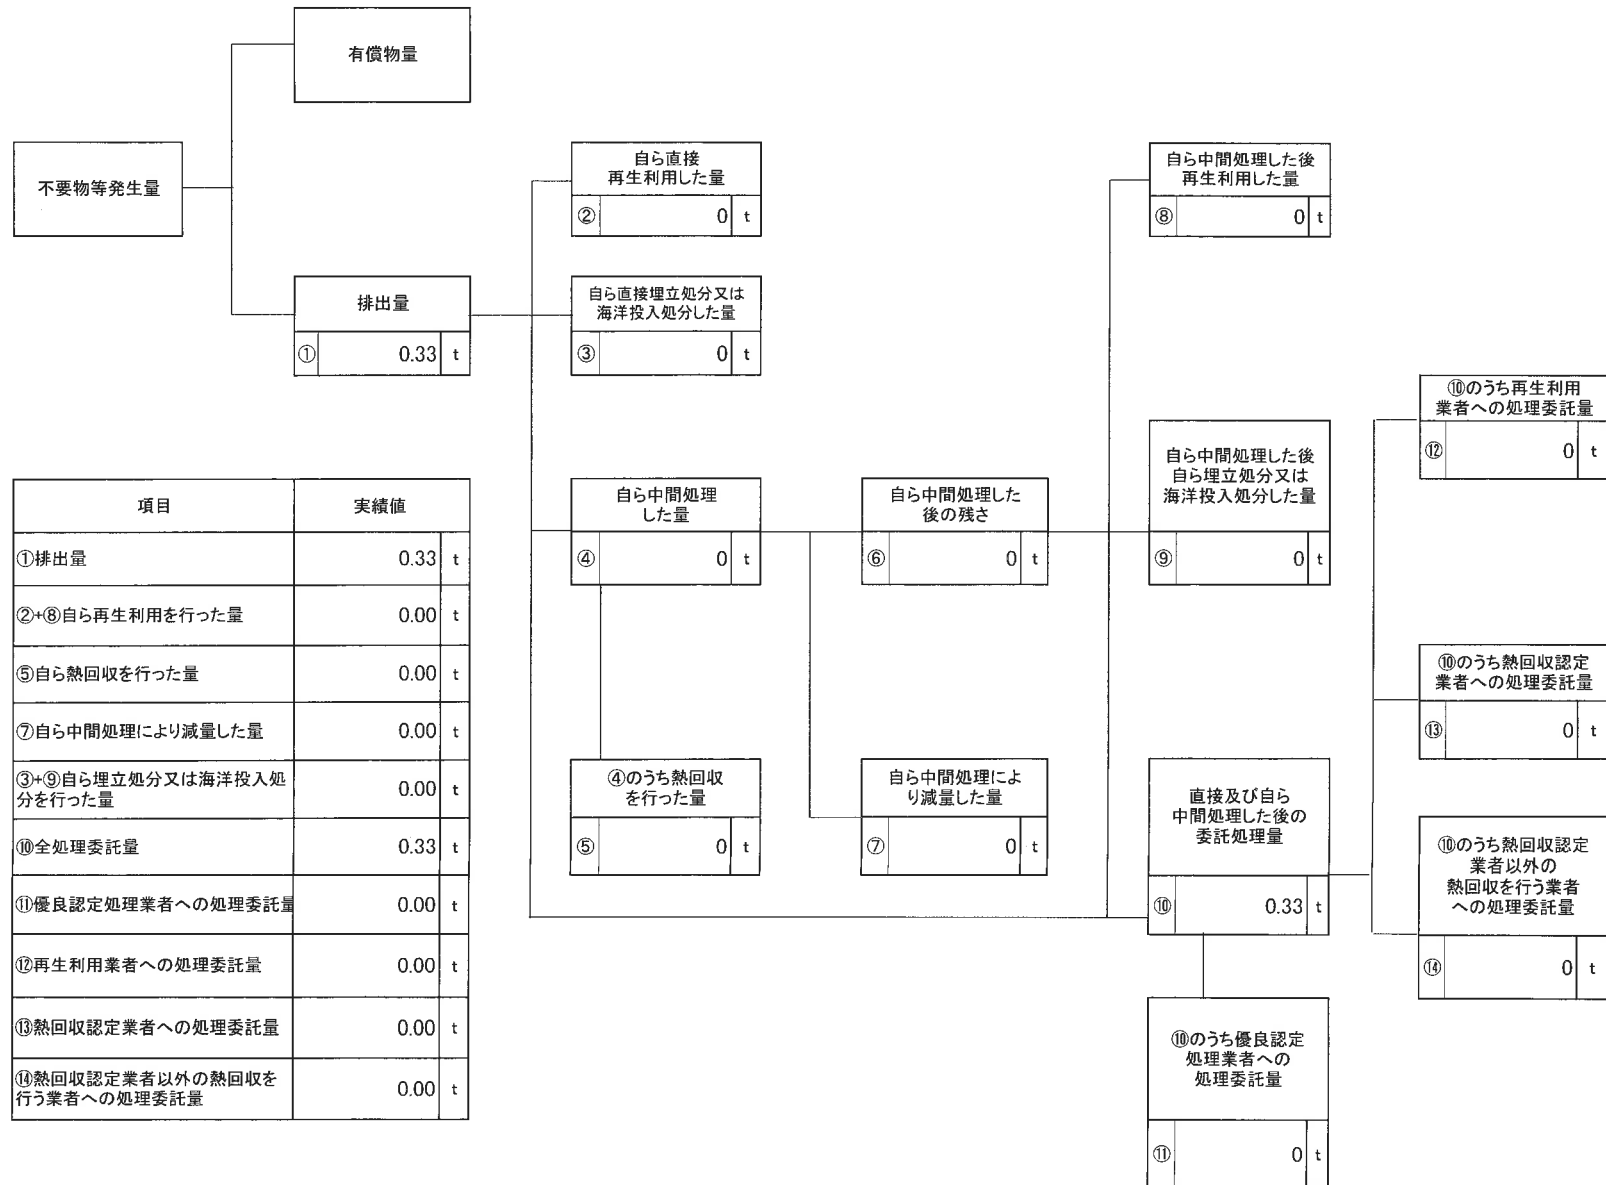 有償物量
不要物等発生量
排出量
① 0.33 t
自ら直接
再生利用した量
② 0 t
自ら直接埋立処分又は
海洋投入処分した量
③ 0 t
自ら中間処理
した量
④ 0 t
④のうち熱回収
を行った量
⑤ 0 t
自ら中間処理した
後の残さ
⑥ 0 t
自ら中間処理によ
り減量した量
⑦ 0 t
自ら中間処理した後
再生利用した量
⑧ 0 t
自ら中間処理した後
自ら埋立処分又は
海洋投入処分した量
⑨ 0 t
直接及び自ら
中間処理した後の
委託処理量
⑩ 0.33 t
⑩のうち優良認定
処理業者への
処理委託量
⑪ 0 t
⑩のうち再生利用
業者への処理委託量
⑫ 0 t
⑩のうち熱回収認定
業者への処理委託量
⑬ 0 t
⑩のうち熱回収認定
業者以外の
熱回収を行う業者
への処理委託量
⑭ 0 t
項目 実績値
①排出量 0.33 t
②+⑧自ら再生利用を行った量 0.00 t
⑤自ら熱回収を行った量 0.00 t
⑦自ら中間処理により減量した量 0.00 t
③+⑨自ら埋立処分又は海洋投入処
分を行った量 0.00 t
⑩全処理委託量 0.33 t
⑪優良認定処理業者への処理委託量 0.00 t
⑫再生利用業者への処理委託量 0.00 t
⑬熱回収認定業者への処理委託量 0.00 t
⑭熱回収認定業者以外の熱回収を
行う業者への処理委託量 0.00 t